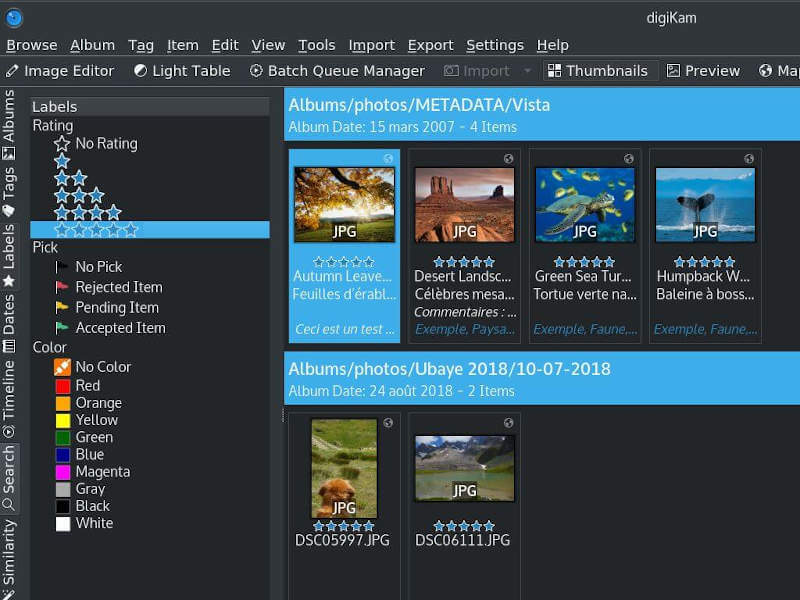 digiKam
Browse Album Tag Item Edit View Tools Import Export Settings Help
Image Editor Light Table Batch Queue Manager Import Thumbnails Preview
Albums
Tags
Labels
Dates
Timeline
Search
Similarity
Labels
Rating
No Rating
Pick
No Pick
Rejected Item
Pending Item
Accepted Item
Color
No Color
Red
Orange
Yellow
Green
Blue
Magenta
Gray
Black
White
Albums/photos/METADATA/Vista
Album Date: 15 mars 2007 - 4 Items
JPG JPG JPG JPG
Autumn Leave... Desert Landsc... Green Sea Tur... Humpback W...
Feuilles d'érabl... Célèbres mesa... Tortue verte na... Baleine à boss...
Commentaires : ...
Ceci est un test ... Exemple, Paysa... Exemple, Faune,... Exemple, Faune,...
Albums/photos/Ubaye 2018/10-07-2018
Album Date: 24 août 2018 - 2 Items
JPG JPG
DSC05997.JPG DSC06111.JPG